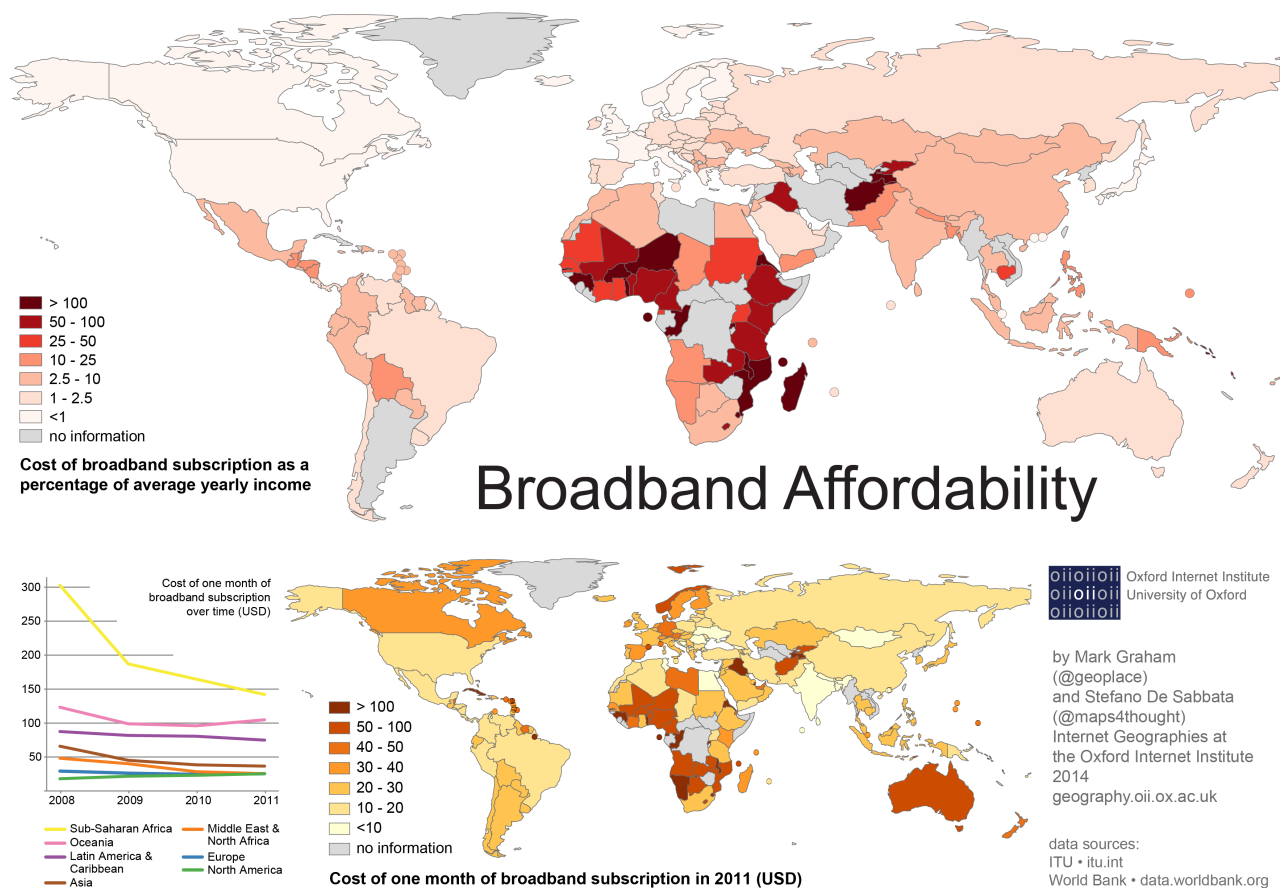 > 100
50 - 100
25 - 50
10 - 25
2.5 - 10
1 - 2.5
<1
no information
Cost of broadband subscription as a
percentage of average yearly income
Broadband Affordability
Cost of one month of
broadband subscription
over time (USD)
300
250
200
150
100
50
2008
2009
2010
2011
Sub-Saharan Africa
Oceania
Latin America &
Caribbean
Asia
Middle East &
North Africa
Europe
North America
> 100
50 - 100
40 - 50
30 - 40
20 - 30
10 - 20
<10
no information
Cost of one month of broadband subscription in 2011 (USD)
oiioiioii
oiioiioii
oiioiioii
Oxford Internet Institute
University of Oxford
by Mark Graham
(@geoplace)
and Stefano De Sabbata
(@maps4thought)
Internet Geographies at
the Oxford Internet Institute
2014
geography.oii.ox.ac.uk
data sources:
ITU • itu.int
World Bank • data.worldbank.org